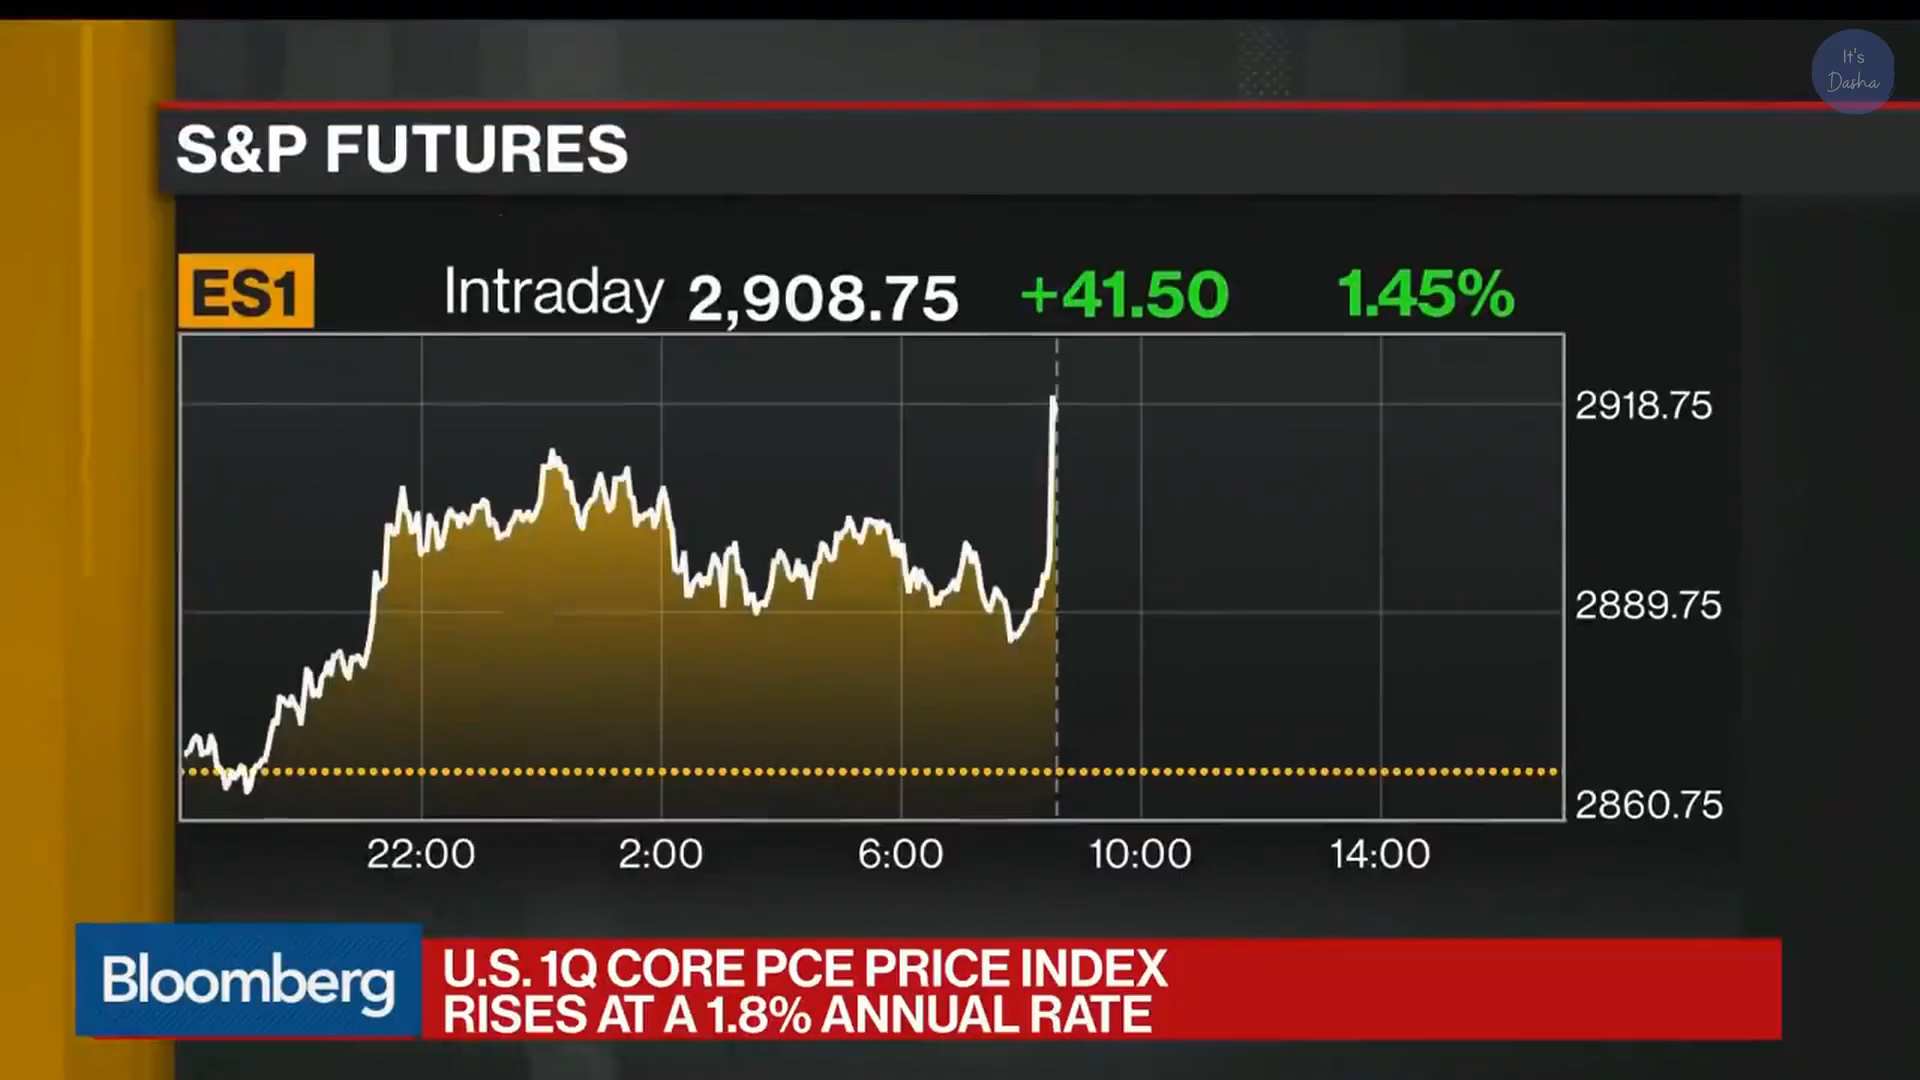 It's
Dasha
S&P FUTURES
ES1 Intraday 2,908.75 +41.50 1.45%
2918.75
2889.75
2860.75
22:00 2:00 6:00 10:00 14:00
Bloomberg
U.S. 1Q CORE PCE PRICE INDEX
RISES AT A 1.8% ANNUAL RATE